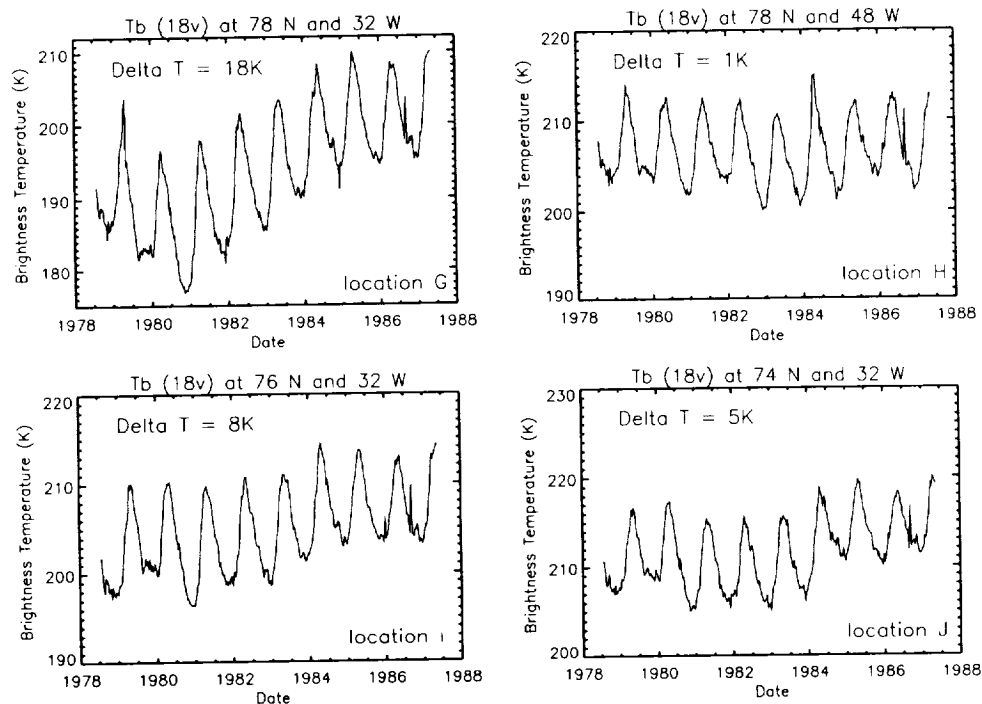 Tb (18v) at 78 N and 32 W
Brightness Temperature (K)
210
200
190
180
Delta T = 18K
location G
1978 1980 1982 1984 1986 1988
Date
Tb (18v) at 78 N and 48 W
Brightness Temperature (K)
220
210
200
190
Delta T = 1K
location H
1978 1980 1982 1984 1986 1988
Date
Tb (18v) at 76 N and 32 W
Brightness Temperature (K)
220
210
200
190
Delta T = 8K
location i
1978 1980 1982 1984 1986 1988
Date
Tb (18v) at 74 N and 32 W
Brightness Temperature (K)
230
220
210
200
Delta T = 5K
location J
1978 1980 1982 1984 1986 1988
Date